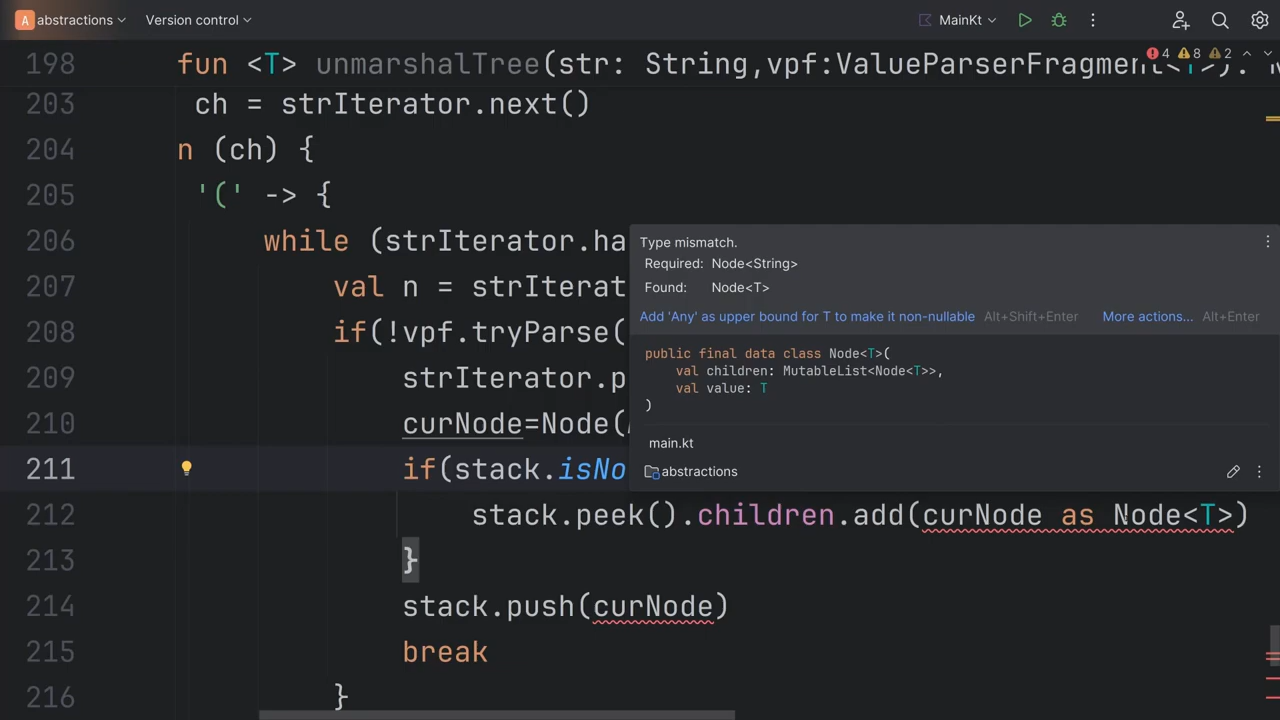 A abstractions Version control MainKt
198 fun <T> unmarshalTree(str: String,vpf:ValueParserFragment<T>):
4 8 2
203 ch = strIterator.next()
204 n (ch) {
205 '(' -> {
206 while (strIterator.ha
207 val n = strIterat
208 if(!vpf.tryParse(
209 strIterator.p
210 curNode=Node(
211 if(stack.isNo
Type mismatch.
Required: Node<String>
Found: Node<T>
Add 'Any' as upper bound for T to make it non-nullable Alt+Shift+Enter More actions... Alt+Enter
public final data class Node<T>(
val children: MutableList<Node<T>>,
val value: T
)
main.kt
abstractions
212 stack.peek().children.add(curNode as Node<T>)
213 }
214 stack.push(curNode)
215 break
216 }